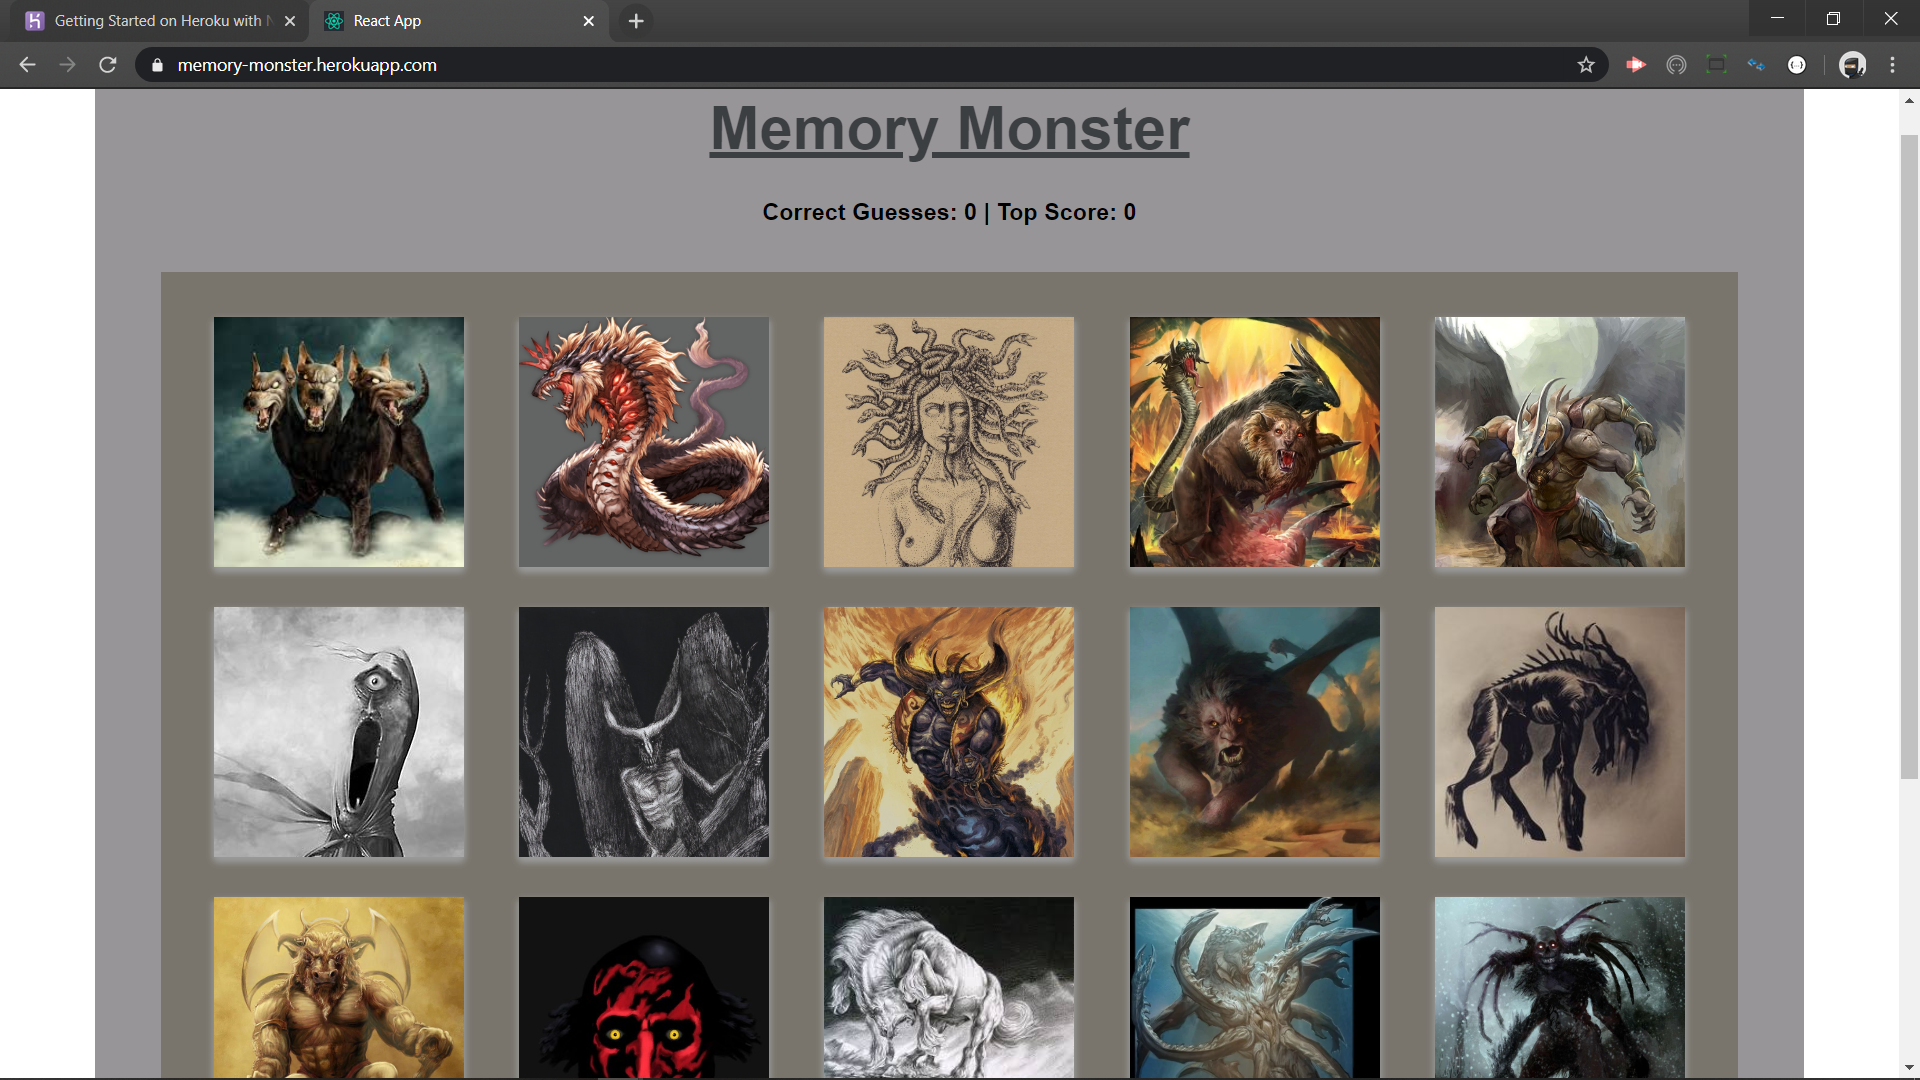 Getting Started on Heroku with N
React App
memory-monster.herokuapp.com
Memory Monster
Correct Guesses: 0 | Top Score: 0